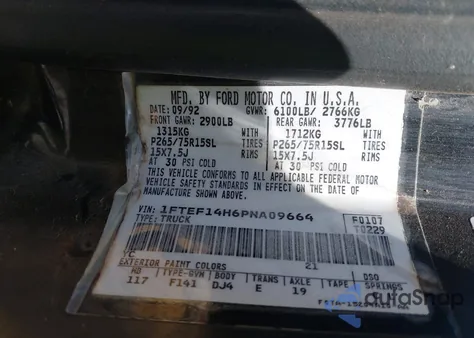 MFD. BY FORD MOTOR CO. IN U.S.A.
DATE: 09/92 GVWR: 6100LB/ 2766KG
FRONT GAWR: 2900LB REAR GAWR: 3776LB
1315KG WITH 1712KG WITH
P265/75R15SL TIRES P265/75R15SL TIRES
15X7.5J RIMS 15X7.5J RIMS
AT 30 PSI COLD AT 30 PSI COLD
THIS VEHICLE CONFORMS TO ALL APPLICABLE FEDERAL MOTOR
VEHICLE SAFETY STANDARDS IN EFFECT ON THE DATE OF
MANUFACTURE SHOWN ABOVE.
VIN: 1FTEF14H6PNA09664 F0107
TYPE: TRUCK T0229
YC 21
EXTERIOR PAINT COLORS DSO
WB TYPE-GVW BODY TRANS AXLE TAPE SPRINGS
117 F141 DJ4 E 19
AutoShop